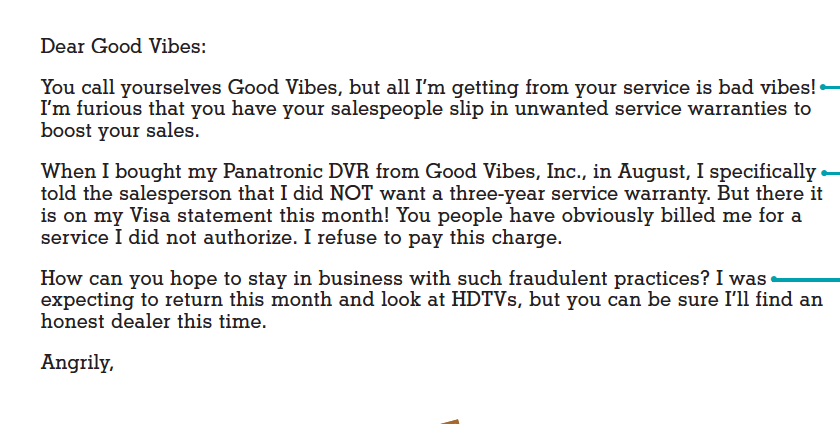 Dear Good Vibes:
You call yourselves Good Vibes, but all I'm getting from your service is bad vibes!
I'm furious that you have your salespeople slip in unwanted service warranties to
boost your sales.
When I bought my Panatronic DVR from Good Vibes, Inc., in August, I specifically
told the salesperson that I did NOT want a three-year service warranty. But there it
is on my Visa statement this month! You people have obviously billed me for a
service I did not authorize. I refuse to pay this charge.
How can you hope to stay in business with such fraudulent practices? I was
expecting to return this month and look at HDTVs, but you can be sure I'll find an
honest dealer this time.
Angrily,